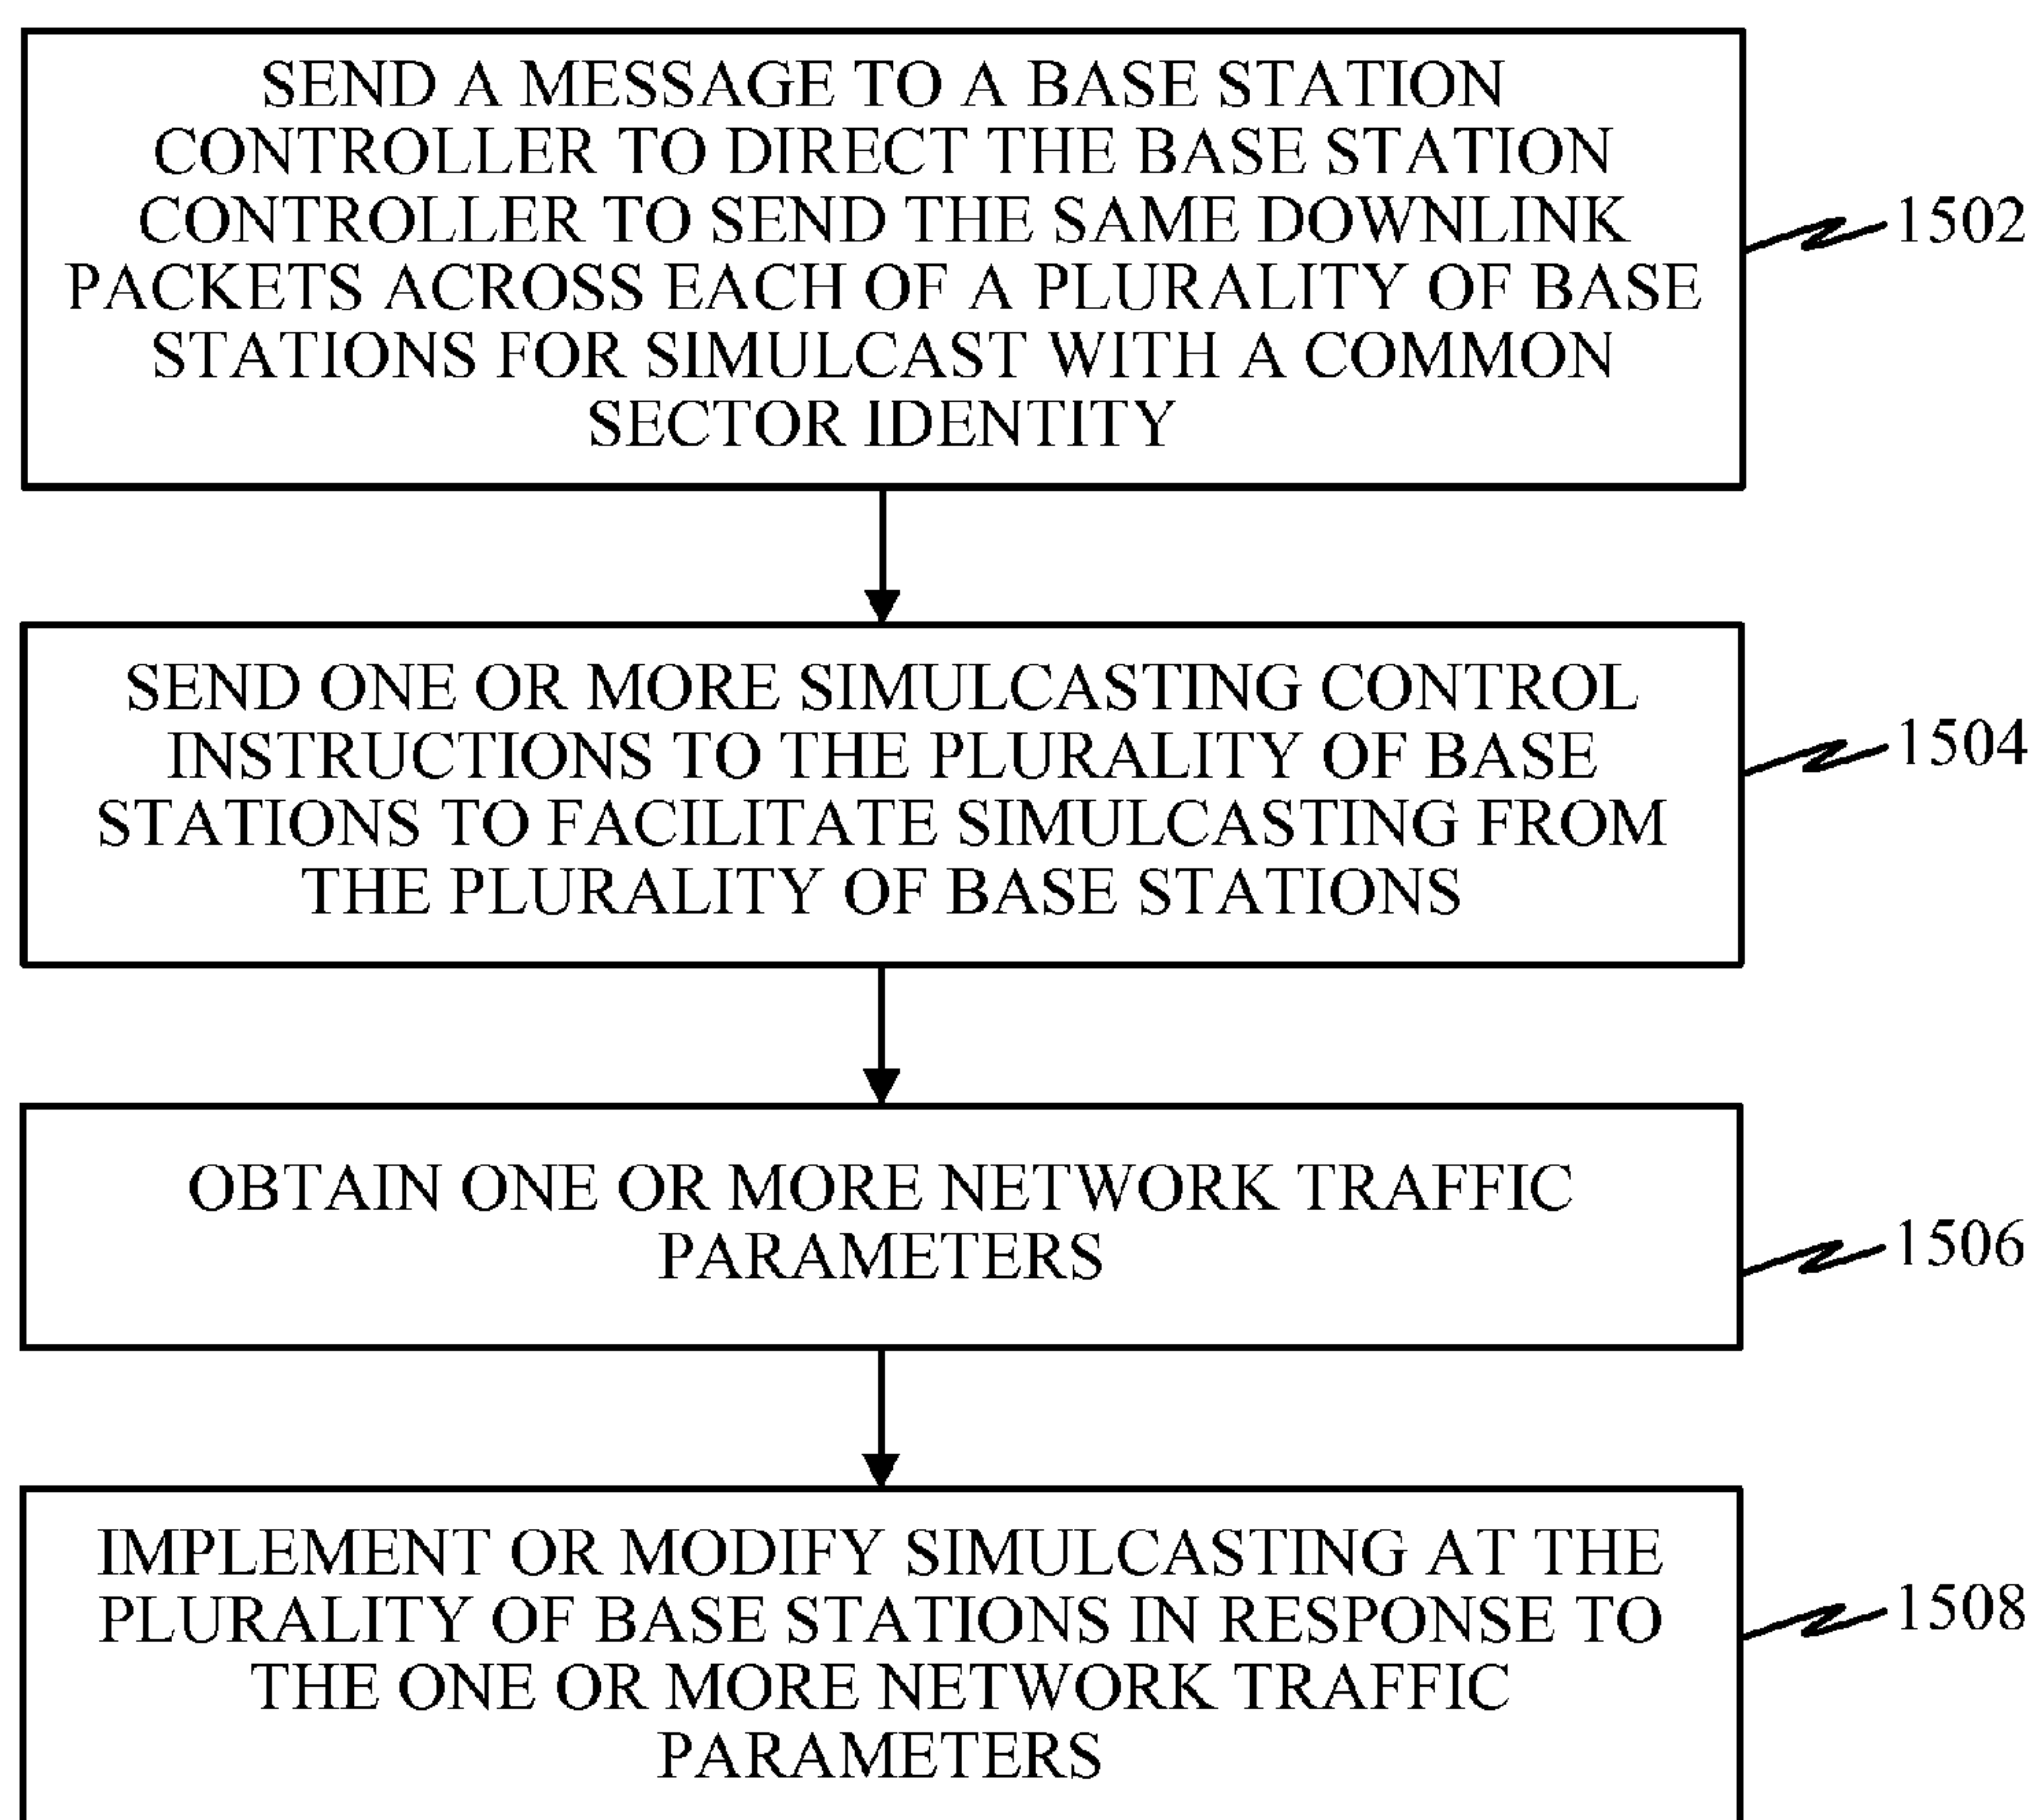 SEND A MESSAGE TO A BASE STATION
CONTROLLER TO DIRECT THE BASE STATION
CONTROLLER TO SEND THE SAME DOWNLINK
PACKETS ACROSS EACH OF A PLURALITY OF BASE
STATIONS FOR SIMULCAST WITH A COMMON
SECTOR IDENTITY
1502
SEND ONE OR MORE SIMULCASTING CONTROL
INSTRUCTIONS TO THE PLURALITY OF BASE
STATIONS TO FACILITATE SIMULCASTING FROM
THE PLURALITY OF BASE STATIONS
1504
OBTAIN ONE OR MORE NETWORK TRAFFIC
PARAMETERS
1506
IMPLEMENT OR MODIFY SIMULCASTING AT THE
PLURALITY OF BASE STATIONS IN RESPONSE TO
THE ONE OR MORE NETWORK TRAFFIC
PARAMETERS
1508